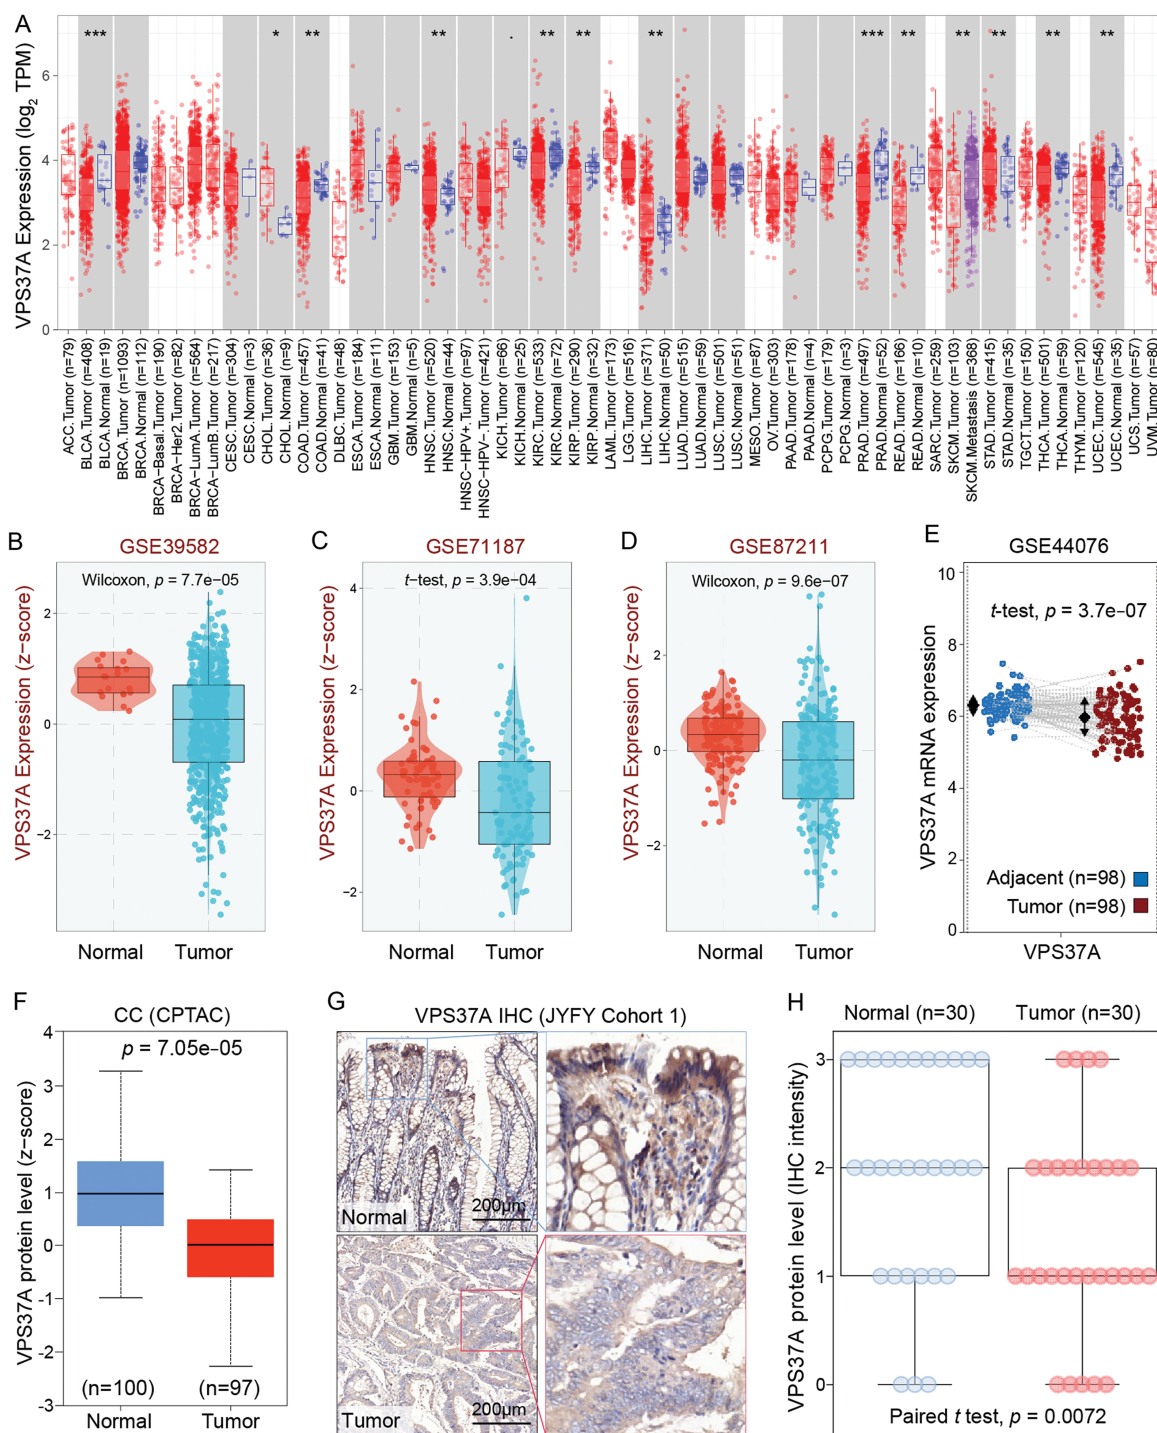 A
VPS37A Expression (log2 TPM)
*** * ** ** . ** ** ** *** ** ** ** ** **
6
4
2
0
ACC.Tumor (n=79)
BLCA.Tumor (n=408)
BLCA.Normal (n=19)
BRCA.Tumor (n=1093)
BRCA.Normal (n=112)
BRCA−Basal.Tumor (n=190)
BRCA−Her2.Tumor (n=82)
BRCA−LumA.Tumor (n=564)
BRCA−LumB.Tumor (n=217)
CESC.Tumor (n=304)
CESC.Normal (n=3)
CHOL.Tumor (n=36)
CHOL.Normal (n=9)
COAD.Tumor (n=457)
COAD.Normal (n=41)
DLBC.Tumor (n=48)
ESCA.Tumor (n=184)
ESCA.Normal (n=11)
GBM.Tumor (n=153)
GBM.Normal (n=5)
HNSC.Tumor (n=520)
HNSC.Normal (n=44)
HNSC−HPV+.Tumor (n=97)
HNSC−HPV−.Tumor (n=421)
KICH.Tumor (n=66)
KICH.Normal (n=25)
KIRC.Tumor (n=533)
KIRC.Normal (n=72)
KIRP.Tumor (n=290)
KIRP.Normal (n=32)
LAML.Tumor (n=173)
LGG.Tumor (n=516)
LIHC.Tumor (n=371)
LIHC.Normal (n=50)
LUAD.Tumor (n=515)
LUAD.Normal (n=59)
LUSC.Tumor (n=501)
LUSC.Normal (n=51)
MESO.Tumor (n=87)
OV.Tumor (n=303)
PAAD.Tumor (n=178)
PAAD.Normal (n=4)
PCPG.Tumor (n=179)
PCPG.Normal (n=3)
PRAD.Tumor (n=497)
PRAD.Normal (n=52)
READ.Tumor (n=166)
READ.Normal (n=10)
SARC.Tumor (n=259)
SKCM.Tumor (n=103)
SKCM.Metastasis (n=368)
STAD.Tumor (n=415)
STAD.Normal (n=35)
TGCT.Tumor (n=150)
THCA.Tumor (n=501)
THCA.Normal (n=59)
THYM.Tumor (n=120)
UCEC.Tumor (n=545)
UCEC.Normal (n=35)
UCS.Tumor (n=57)
UVM.Tumor (n=80)
B
GSE39582
Wilcoxon, p = 7.7e−05
VPS37A Expression (z−score)
2
0
−2
Normal Tumor
C
GSE71187
t−test, p = 3.9e−04
VPS37A Expression (z−score)
4
2
0
−2
Normal Tumor
D
GSE87211
Wilcoxon, p = 9.6e−07
VPS37A Expression (z−score)
2
0
−2
Normal Tumor
E
GSE44076
t−test, p = 3.7e−07
VPS37A mRNA expression
10
8
6
4
2
0
Adjacent (n=98)
Tumor (n=98)
VPS37A
F
CC (CPTAC)
p = 7.05e−05
VPS37A protein level (z−score)
4
3
2
1
0
-1
-2
-3
(n=100) (n=97)
Normal Tumor
G
VPS37A IHC (JYFY Cohort 1)
200μm
Normal
200μm
Tumor
H
Normal (n=30) Tumor (n=30)
VPS37A protein level (IHC intensity)
3
2
1
0
Paired t test, p = 0.0072